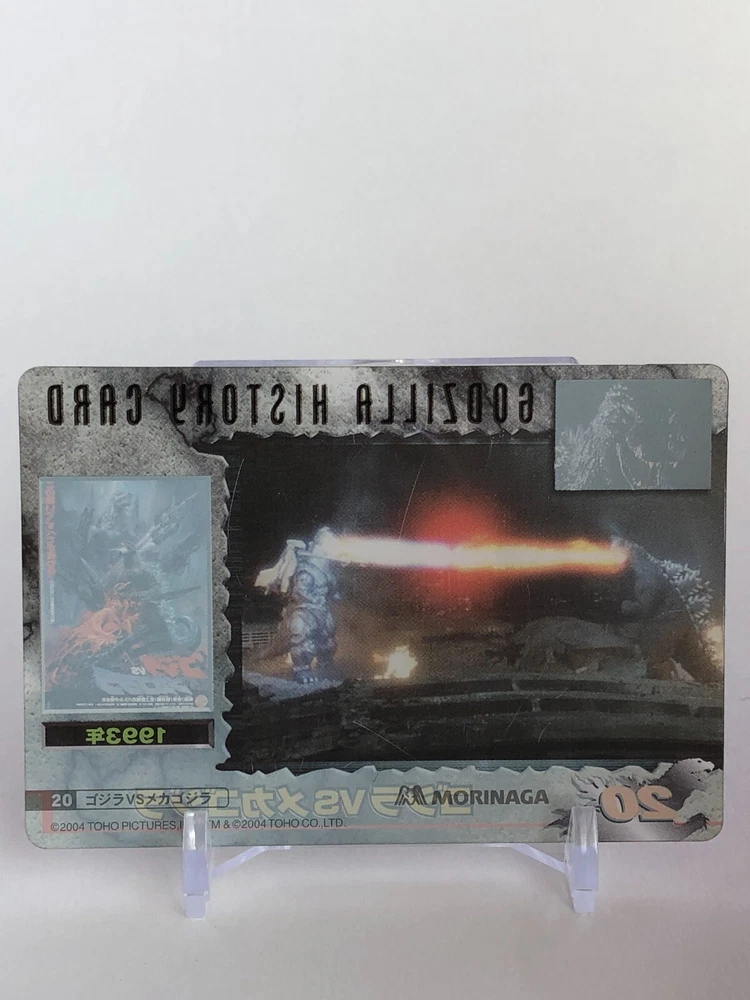 GODZILLA HISTORY CARD
1993年
20 ゴジラVSメカゴジラ
ゴジラ VS メカゴジラ
MORINAGA
20
©2004 TOHO PICTURES,INC. TM & ©2004 TOHO CO.,LTD.